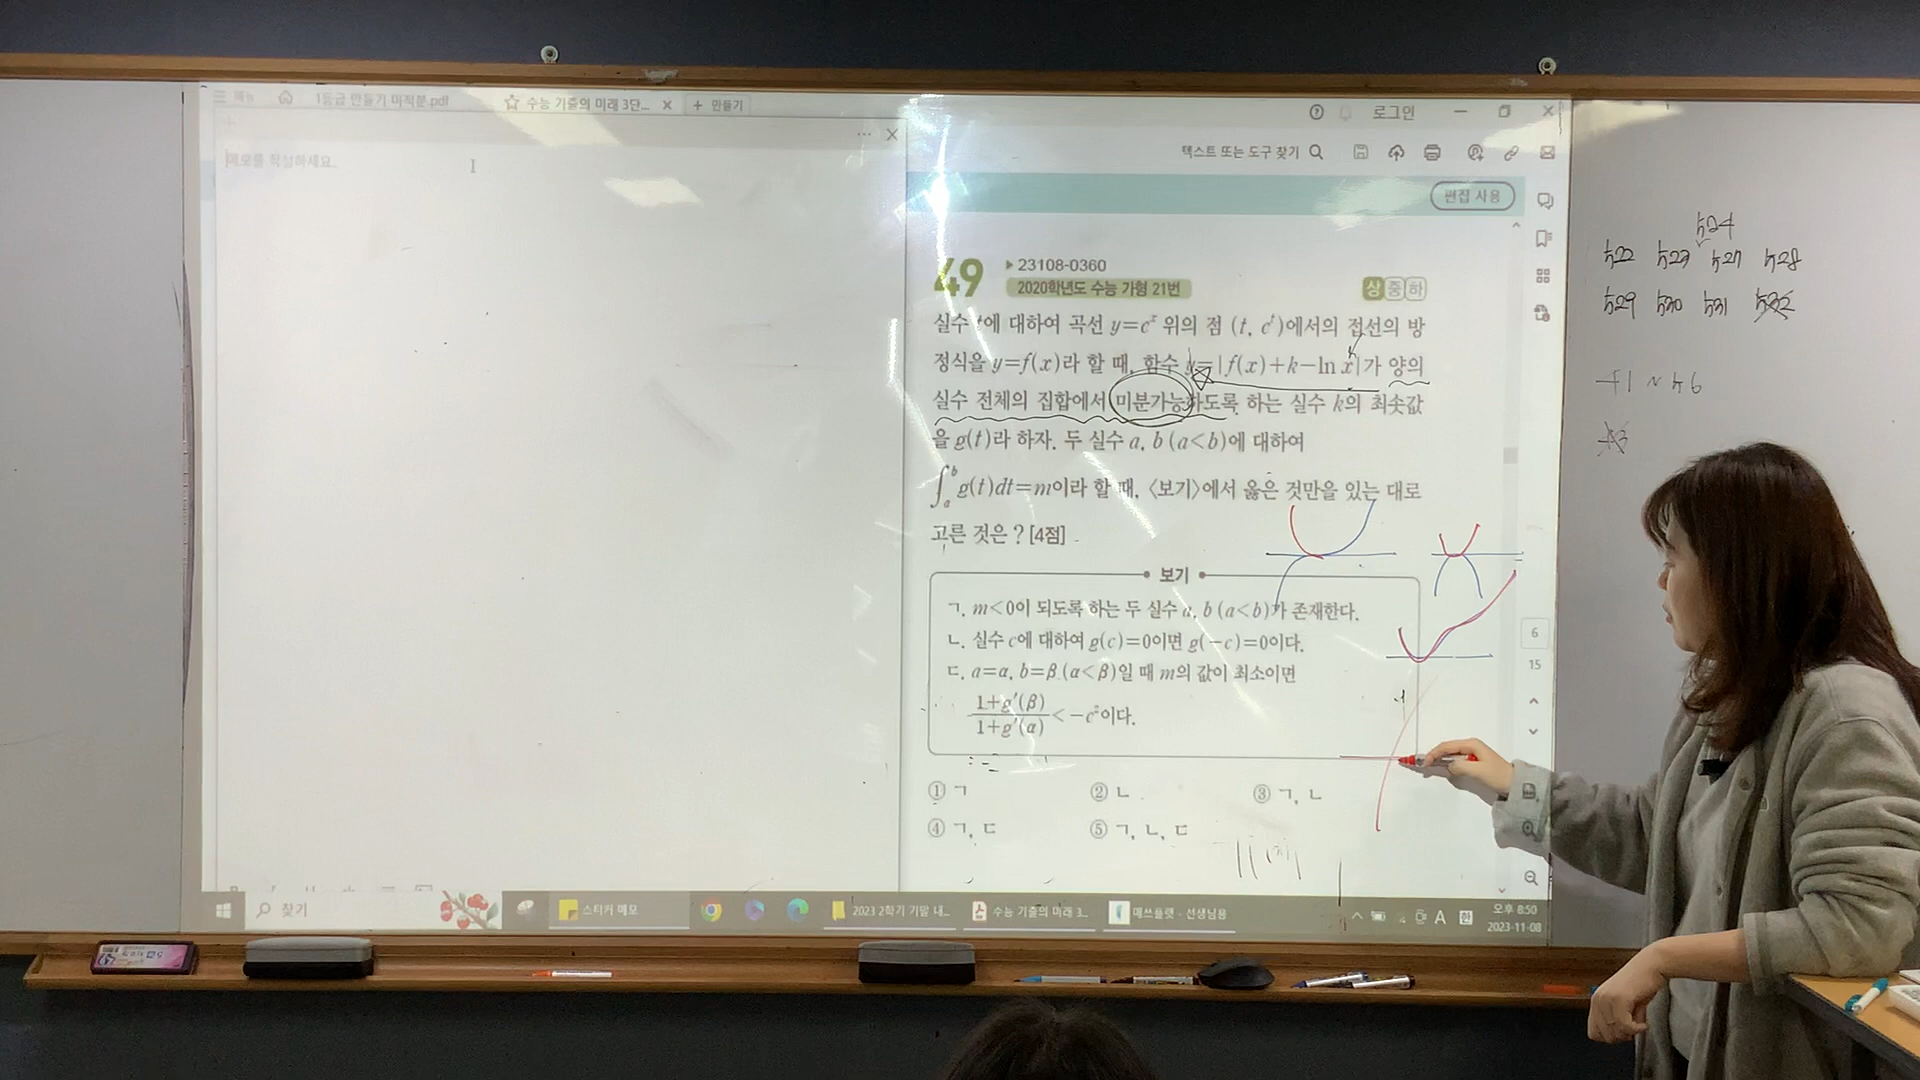 메뉴 1등급 만들기 미적분.pdf 수능 기출의 미래 3단... × + 만들기
로그인
메모를 작성하세요.
텍스트 또는 도구 찾기
편집 사용
49
▶ 23108-0360
2020학년도 수능 가형 21번
상 중 하
실수 t에 대하여 곡선 y=e^x 위의 점 (t, e^t)에서의 접선의 방
정식을 y=f(x)라 할 때, 함수 y=|f(x)+k-ln x|가 양의
실수 전체의 집합에서 미분가능하도록 하는 실수 k의 최솟값
을 g(t)라 하자. 두 실수 a, b (a<b)에 대하여
∫_a^b g(t)dt=m이라 할 때, <보기>에서 옳은 것만을 있는 대로
고른 것은? [4점]
보기
ㄱ. m<0이 되도록 하는 두 실수 a, b (a<b)가 존재한다.
ㄴ. 실수 c에 대하여 g(c)=0이면 g(-c)=0이다.
ㄷ. a=α, b=β (α<β)일 때 m의 값이 최소이면
(1+g′(β))/(1+g′(α)) < -e^2이다.
① ㄱ ② ㄴ ③ ㄱ, ㄴ
④ ㄱ, ㄷ ⑤ ㄱ, ㄴ, ㄷ
6
15
찾기 스티커 메모 2023 2학기 기말 내... 수능 기출의 미래 3... 매쓰플랫 - 선생님용 A 한 오후 8:50
2023-11-08